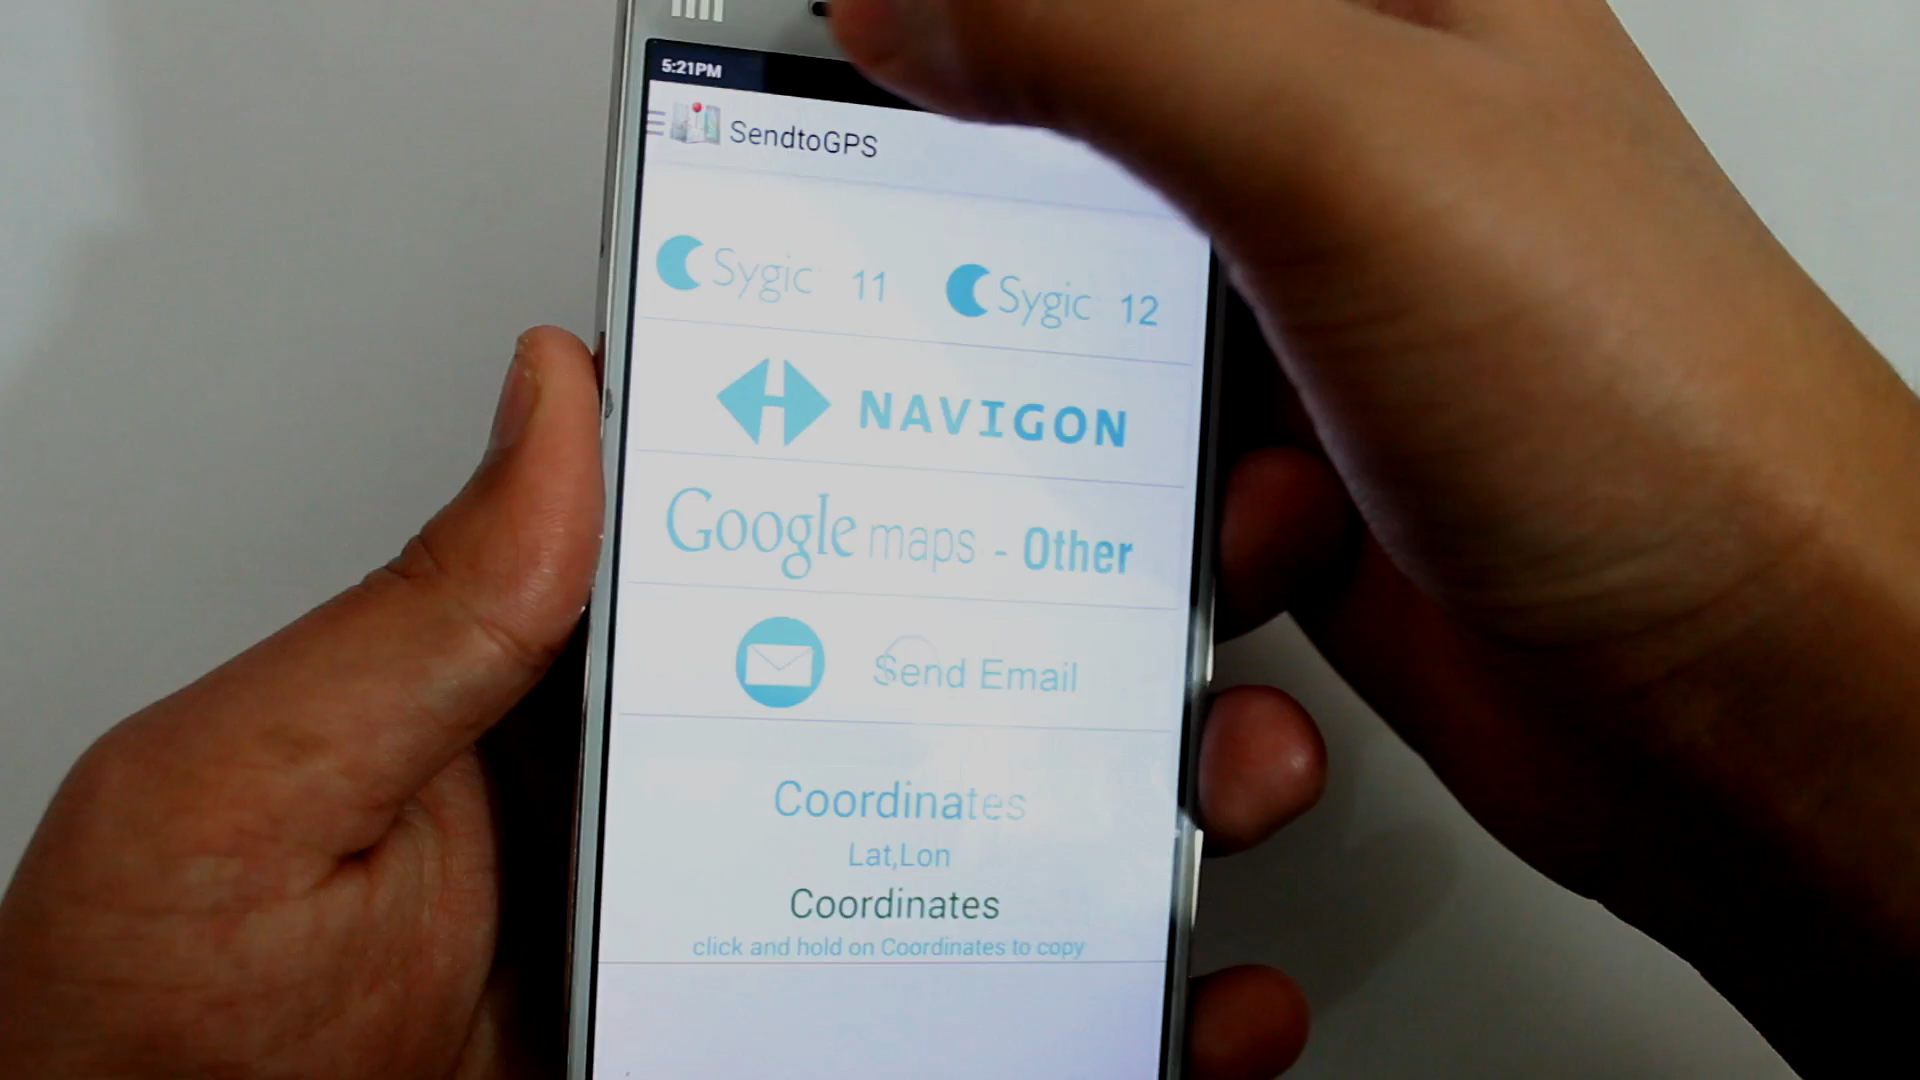 5:21PM
SendtoGPS
Sygic 11
Sygic 12
NAVIGON
Google maps - Other
Send Email
Coordinates
Lat,Lon
Coordinates
click and hold on Coordinates to copy